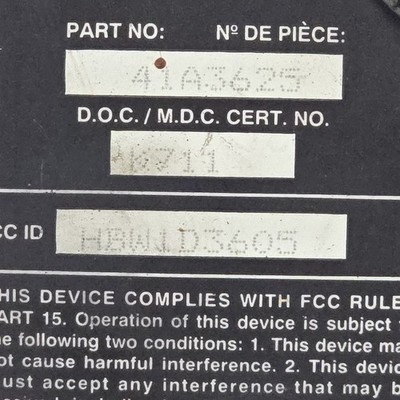 PART NO: Nº DE PIÈCE:
41A3625
D.O.C. / M.D.C. CERT. NO.
0711
CC ID HBW1D3605
HIS DEVICE COMPLIES WITH FCC RULE
ART 15. Operation of this device is subject
he following two conditions: 1. This device ma
ot cause harmful interference. 2. This devic
ust accept any interference that may b